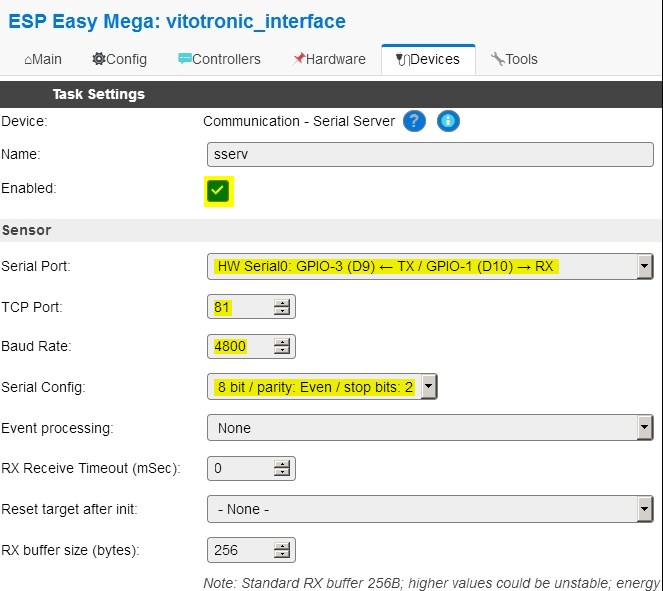 ESP Easy Mega: vitotronic_interface
Main Config Controllers Hardware Devices Tools
Task Settings
Device: Communication - Serial Server ? i
Name: sserv
Enabled:
Sensor
Serial Port: HW Serial0: GPIO-3 (D9) ← TX / GPIO-1 (D10) → RX
TCP Port: 81
Baud Rate: 4800
Serial Config: 8 bit / parity: Even / stop bits: 2
Event processing: None
RX Receive Timeout (mSec): 0
Reset target after init: - None -
RX buffer size (bytes): 256
Note: Standard RX buffer 256B; higher values could be unstable; energy